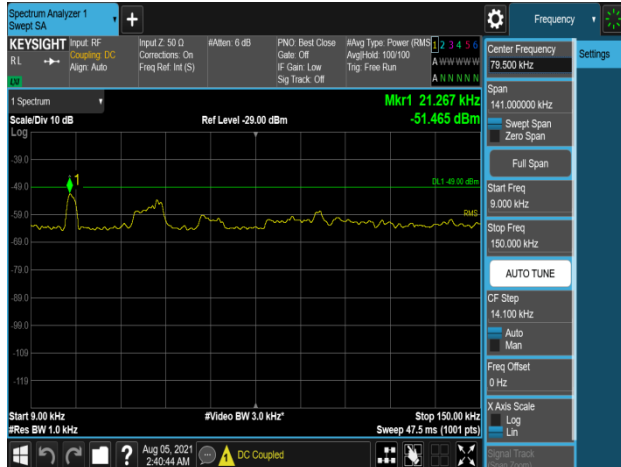 Spectrum Analyzer 1
Swept SA
+
Frequency
KEYSIGHT
RL
Input: RF
Coupling: DC
Align: Auto
Input Z: 50 Ω
Corrections: On
Freq Ref: Int (S)
#Atten: 6 dB
PNO: Best Close
Gate: Off
IF Gain: Low
Sig Track: Off
#Avg Type: Power (RMS
Avg|Hold: 100/100
Trig: Free Run
1 2 3 4 5 6
A W W W W W
A N N N N N
Center Frequency
79.500 kHz
Settings
Span
141.000000 kHz
Swept Span
Zero Span
Full Span
Start Freq
9.000 kHz
Stop Freq
150.000 kHz
AUTO TUNE
CF Step
14.100 kHz
Auto
Man
Freq Offset
0 Hz
X Axis Scale
Log
Lin
Signal Track
(Span Zoom)
1 Spectrum
Scale/Div 10 dB
Log
Ref Level -29.00 dBm
Mkr1 21.267 kHz
-51.465 dBm
-39.0
1
-49.0
DL1 -49.00 dBm
-59.0
RMS
-69.0
-79.0
-89.0
-99.0
-109
-119
Start 9.00 kHz
#Res BW 1.0 kHz
#Video BW 3.0 kHz*
Stop 150.00 kHz
Sweep 47.5 ms (1001 pts)
?
Aug 05, 2021
2:40:44 AM
DC Coupled